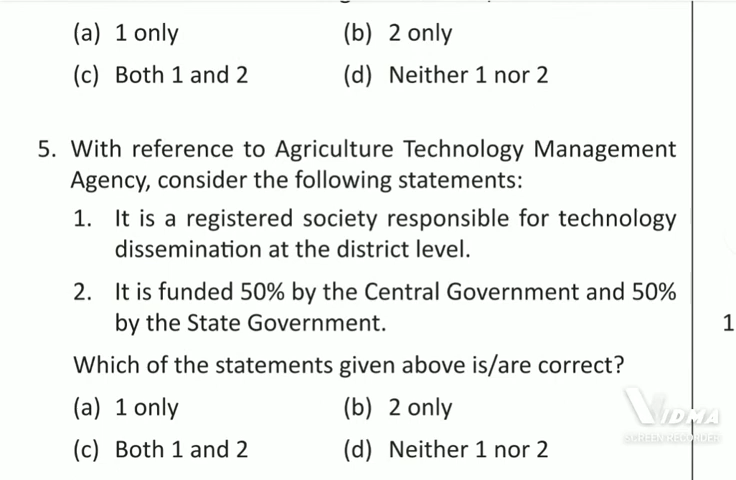 (a) 1 only (b) 2 only
(c) Both 1 and 2 (d) Neither 1 nor 2
5. With reference to Agriculture Technology Management
Agency, consider the following statements:
1. It is a registered society responsible for technology
dissemination at the district level.
2. It is funded 50% by the Central Government and 50%
by the State Government.
1
Which of the statements given above is/are correct?
(a) 1 only (b) 2 only
(c) Both 1 and 2 (d) Neither 1 nor 2
VIDMA
SCREEN RECORDER